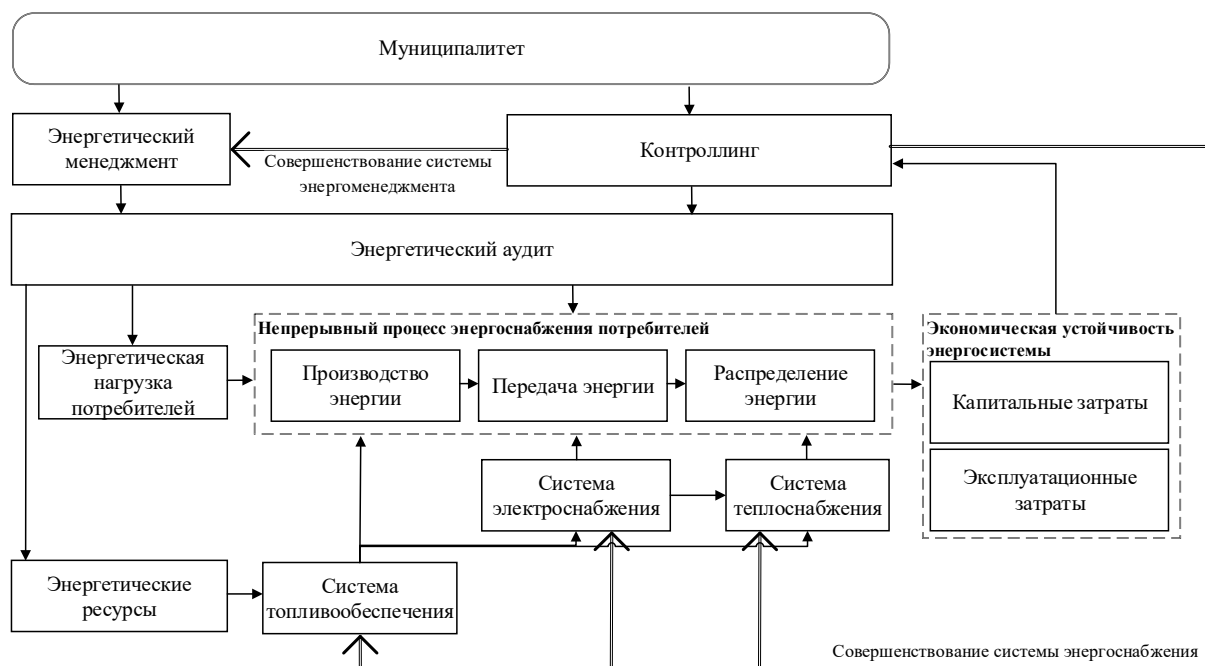 Муниципалитет
Энергетический
менеджмент
Совершенствование системы
энергоменеджмента
Контроллинг
Энергетический аудит
Непрерывный процесс энергоснабжения потребителей
Экономическая устойчивость
энергосистемы
Энергетическая
нагрузка
потребителей
Производство
энергии
Передача энергии
Распределение
энергии
Капитальные затраты
Эксплуатационные
затраты
Система
электроснабжения
Система
теплоснабжения
Энергетические
ресурсы
Система
топливообеспечения
Совершенствование системы энергоснабжения